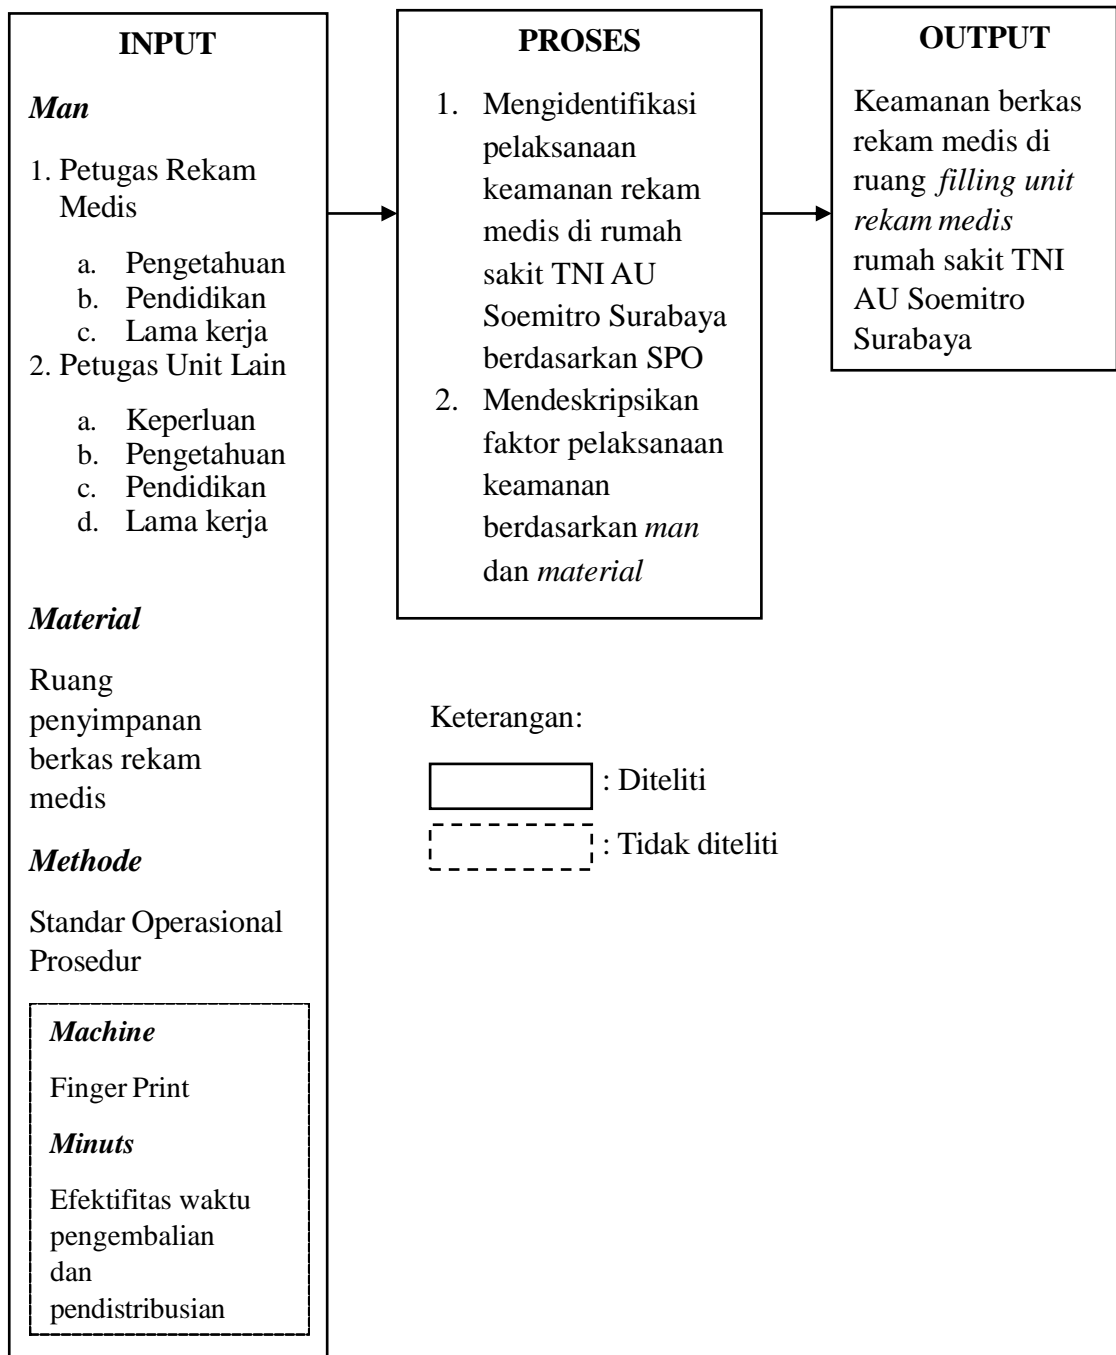 INPUT
Man
1. Petugas Rekam
Medis
a. Pengetahuan
b. Pendidikan
c. Lama kerja
2. Petugas Unit Lain
a. Keperluan
b. Pengetahuan
c. Pendidikan
d. Lama kerja
Material
Ruang
penyimpanan
berkas rekam
medis
Methode
Standar Operasional
Prosedur
Machine
Finger Print
Minuts
Efektifitas waktu
pengembalian
dan
pendistribusian
PROSES
1. Mengidentifikasi
pelaksanaan
keamanan rekam
medis di rumah
sakit TNI AU
Soemitro Surabaya
berdasarkan SPO
2. Mendeskripsikan
faktor pelaksanaan
keamanan
berdasarkan man
dan material
OUTPUT
Keamanan berkas
rekam medis di
ruang filling unit
rekam medis
rumah sakit TNI
AU Soemitro
Surabaya
Keterangan:
: Diteliti
: Tidak diteliti